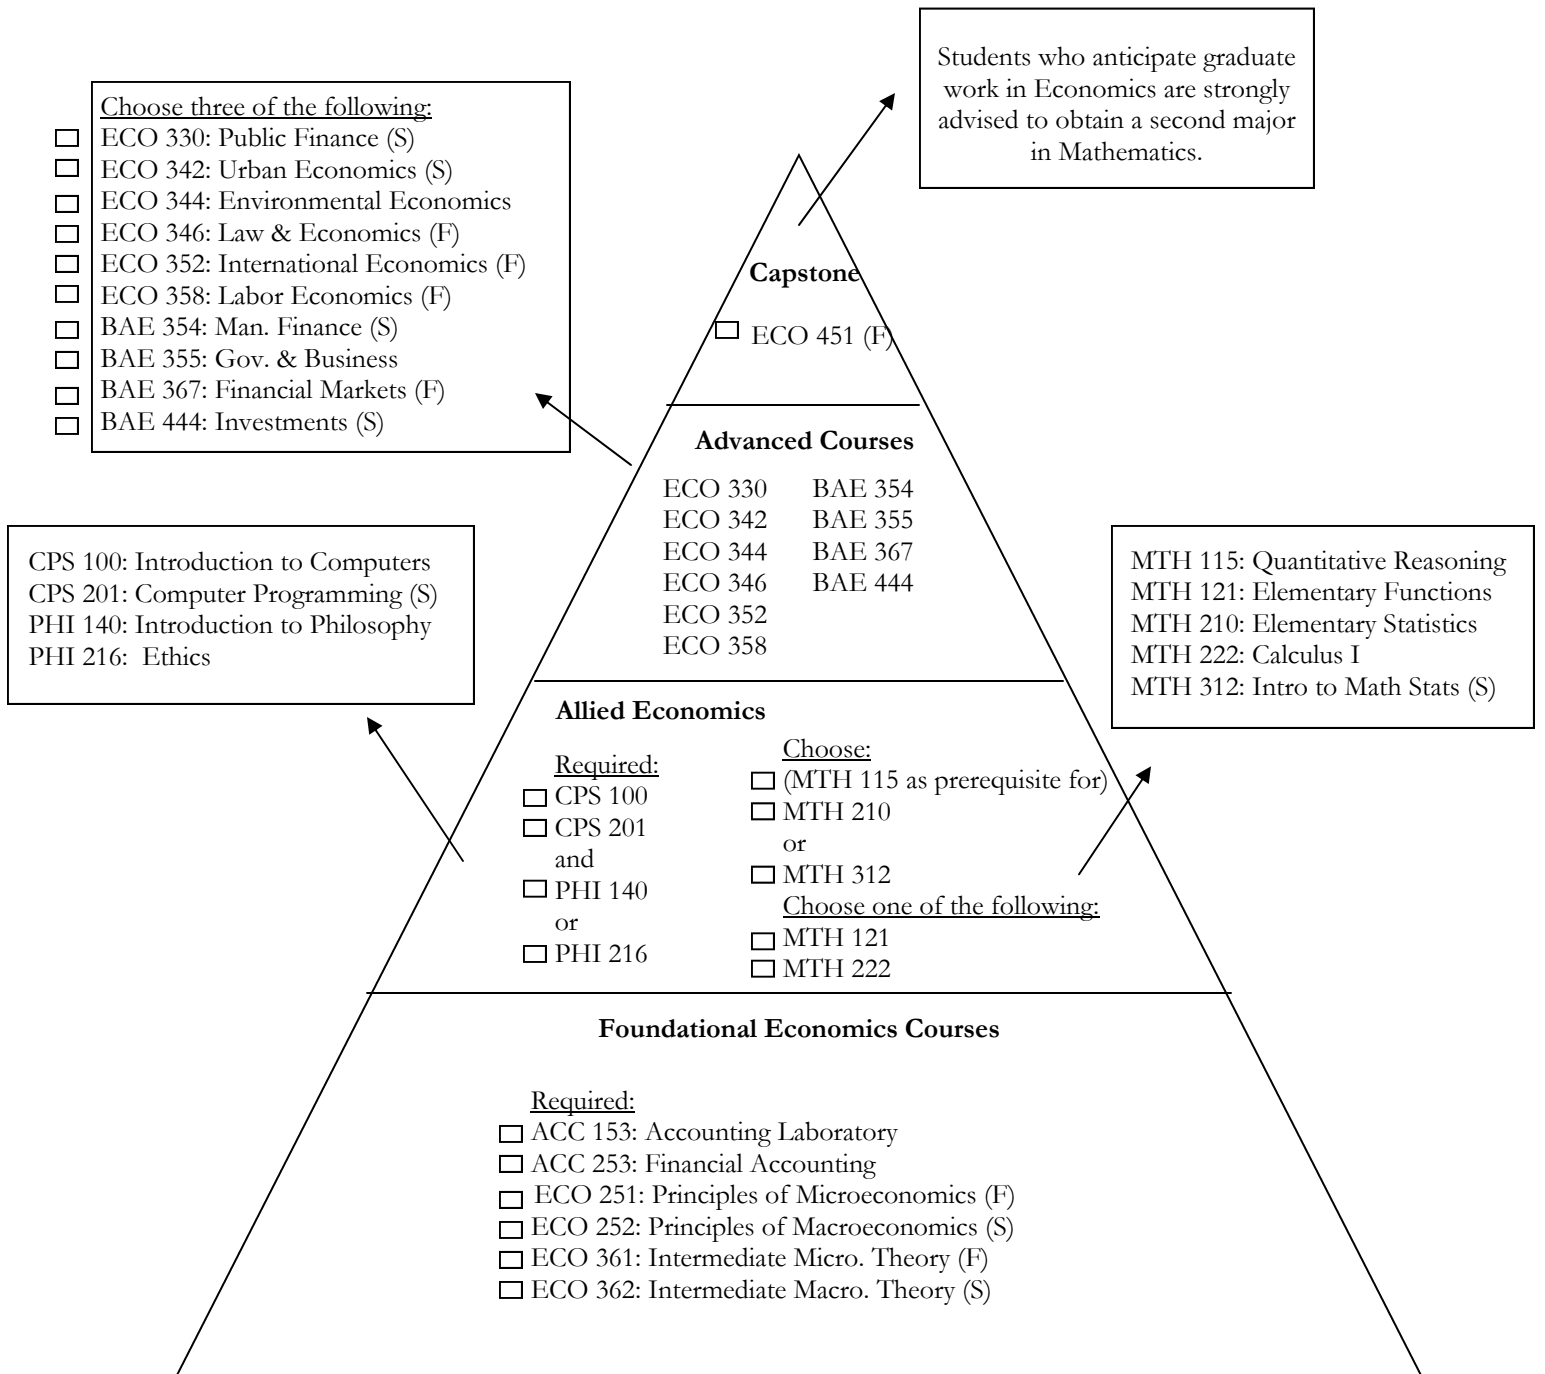 Students who anticipate graduate
work in Economics are strongly
advised to obtain a second major
in Mathematics.
Choose three of the following:
ECO 330: Public Finance (S)
ECO 342: Urban Economics (S)
ECO 344: Environmental Economics
ECO 346: Law & Economics (F)
ECO 352: International Economics (F)
ECO 358: Labor Economics (F)
BAE 354: Man. Finance (S)
BAE 355: Gov. & Business
BAE 367: Financial Markets (F)
BAE 444: Investments (S)
Capstone
ECO 451 (F)
Advanced Courses
ECO 330 BAE 354
ECO 342 BAE 355
ECO 344 BAE 367
ECO 346 BAE 444
ECO 352
ECO 358
CPS 100: Introduction to Computers
CPS 201: Computer Programming (S)
PHI 140: Introduction to Philosophy
PHI 216: Ethics
MTH 115: Quantitative Reasoning
MTH 121: Elementary Functions
MTH 210: Elementary Statistics
MTH 222: Calculus I
MTH 312: Intro to Math Stats (S)
Allied Economics
Required:
CPS 100
CPS 201
and
PHI 140
or
PHI 216
Choose:
(MTH 115 as prerequisite for)
MTH 210
or
MTH 312
Choose one of the following:
MTH 121
MTH 222
Foundational Economics Courses
Required:
ACC 153: Accounting Laboratory
ACC 253: Financial Accounting
ECO 251: Principles of Microeconomics (F)
ECO 252: Principles of Macroeconomics (S)
ECO 361: Intermediate Micro. Theory (F)
ECO 362: Intermediate Macro. Theory (S)